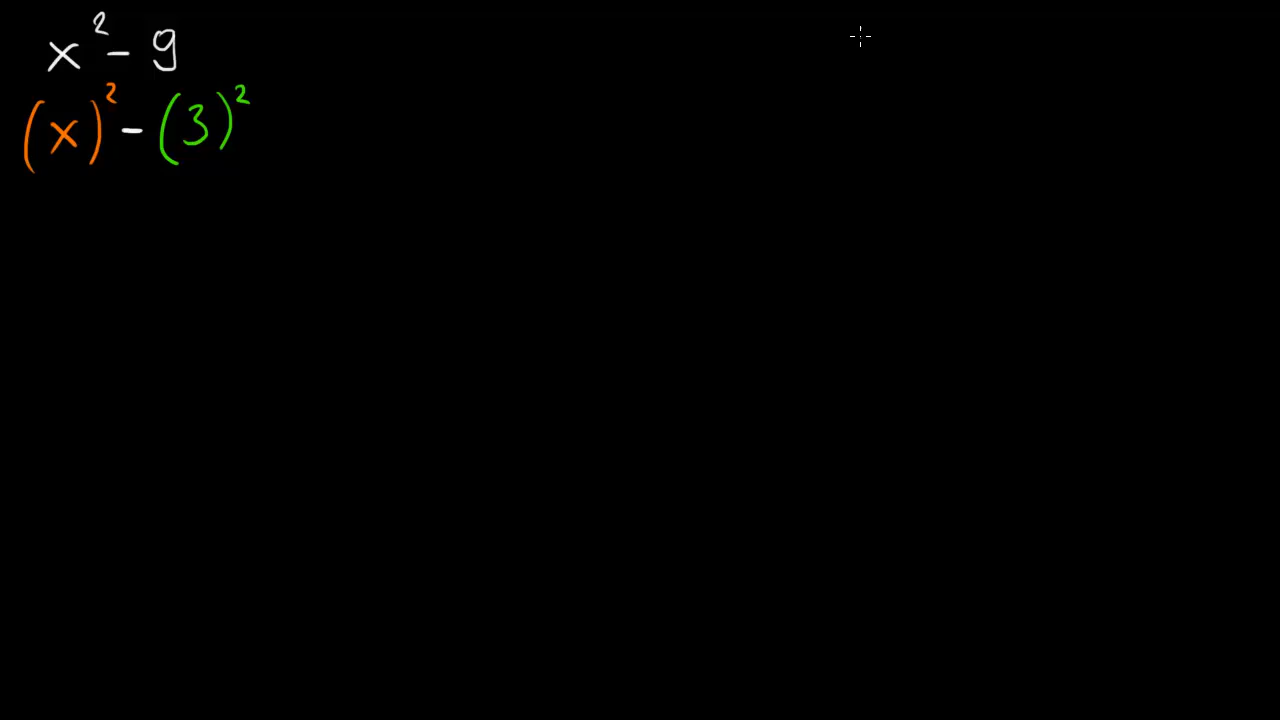 x² - 9
(x)² - (3)²